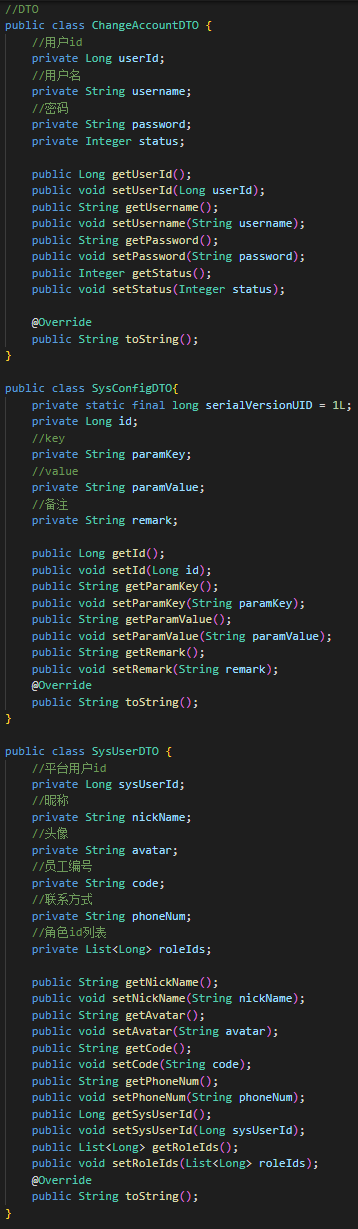 //DTO
public class ChangeAccountDTO {
    //用户id
    private Long userId;
    //用户名
    private String username;
    //密码
    private String password;
    private Integer status;

    public Long getUserId();
    public void setUserId(Long userId);
    public String getUsername();
    public void setUsername(String username);
    public String getPassword();
    public void setPassword(String password);
    public Integer getStatus();
    public void setStatus(Integer status);

    @Override
    public String toString();
}

public class SysConfigDTO{
    private static final long serialVersionUID = 1L;
    private Long id;
    //key
    private String paramKey;
    //value
    private String paramValue;
    //备注
    private String remark;

    public Long getId();
    public void setId(Long id);
    public String getParamKey();
    public void setParamKey(String paramKey);
    public String getParamValue();
    public void setParamValue(String paramValue);
    public String getRemark();
    public void setRemark(String remark);
    @Override
    public String toString();
}

public class SysUserDTO {
    //平台用户id
    private Long sysUserId;
    //昵称
    private String nickName;
    //头像
    private String avatar;
    //员工编号
    private String code;
    //联系方式
    private String phoneNum;
    //角色id列表
    private List<Long> roleIds;

    public String getNickName();
    public void setNickName(String nickName);
    public String getAvatar();
    public void setAvatar(String avatar);
    public String getCode();
    public void setCode(String code);
    public String getPhoneNum();
    public void setPhoneNum(String phoneNum);
    public Long getSysUserId();
    public void setSysUserId(Long sysUserId);
    public List<Long> getRoleIds();
    public void setRoleIds(List<Long> roleIds);
    @Override
    public String toString();
}